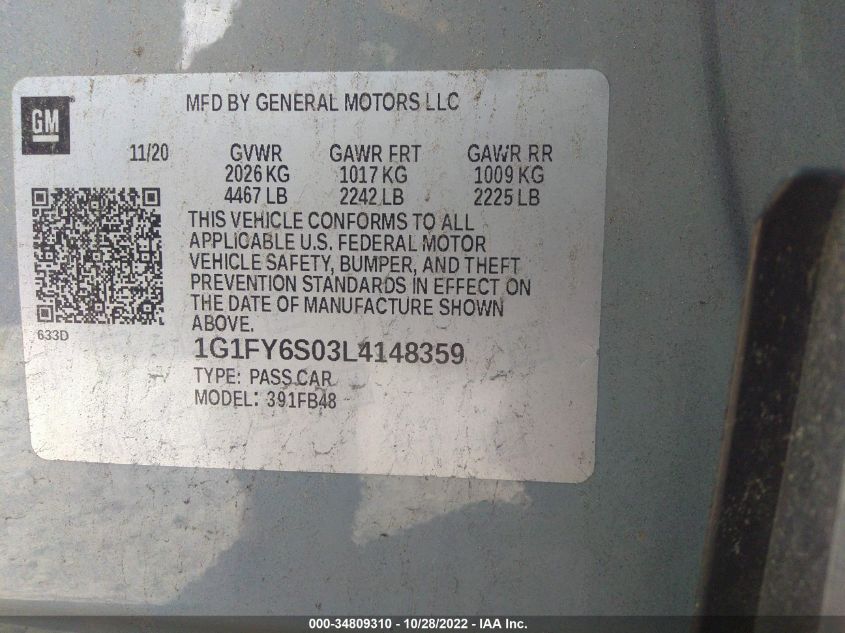 MFD BY GENERAL MOTORS LLC
GM
11/20 GVWR GAWR FRT GAWR RR
2026 KG 1017 KG 1009 KG
4467 LB 2242 LB 2225 LB
THIS VEHICLE CONFORMS TO ALL
APPLICABLE U.S. FEDERAL MOTOR
VEHICLE SAFETY, BUMPER, AND THEFT
PREVENTION STANDARDS IN EFFECT ON
THE DATE OF MANUFACTURE SHOWN
ABOVE.
633D
1G1FY6S03L4148359
TYPE: PASS CAR
MODEL: 391FB48
000-34809310 - 10/28/2022 - IAA Inc.